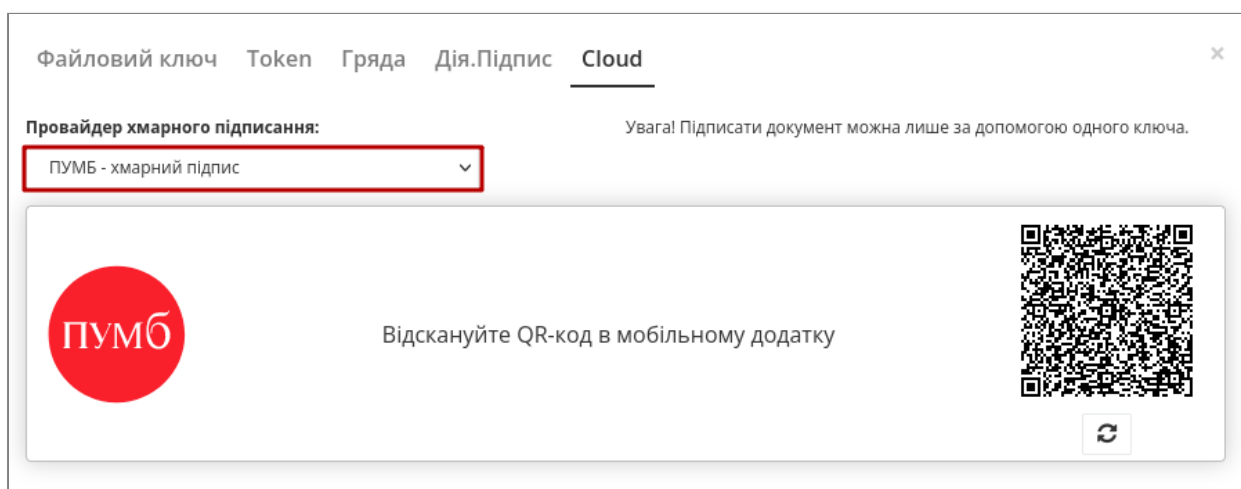 Файловий ключ Token Гряда Дія.Підпис Cloud ×
Провайдер хмарного підписання: Увага! Підписати документ можна лише за допомогою одного ключа.
ПУМБ - хмарний підпис
ПУМБ Відскануйте QR-код в мобільному додатку